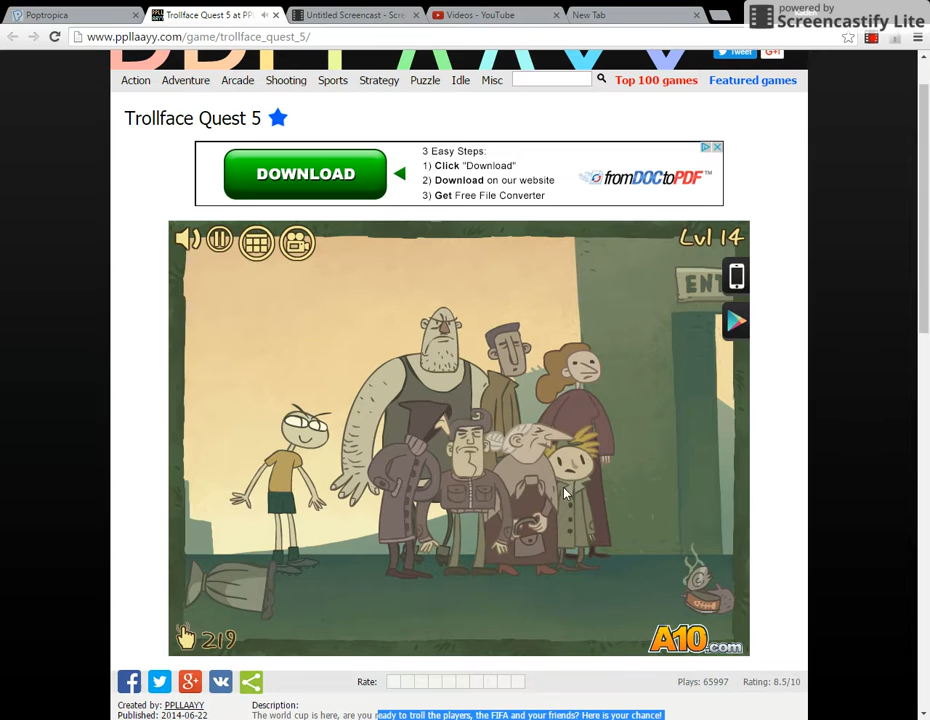 powered by
Screencastify Lite
Poptropica
Trollface Quest 5 at PPI
Untitled Screencast - Scre
Videos - YouTube
New Tab
www.ppllaayy.com/game/trollface_quest_5/
Tweet
G+1
Action Adventure Arcade Shooting Sports Strategy Puzzle Idle Misc Top 100 games Featured games
Trollface Quest 5
DOWNLOAD
3 Easy Steps:
1) Click "Download"
2) Download on our website
3) Get Free File Converter
fromDOCtoPDF™
Lvl 14
ENT
219
A10.com
Rate:
Plays: 65997
Rating: 8.5/10
Created by: PPLLAAYY
Description:
Published: 2014-06-22
The world cup is here, are you ready to troll the players, the FIFA and your friends? Here is your chance!